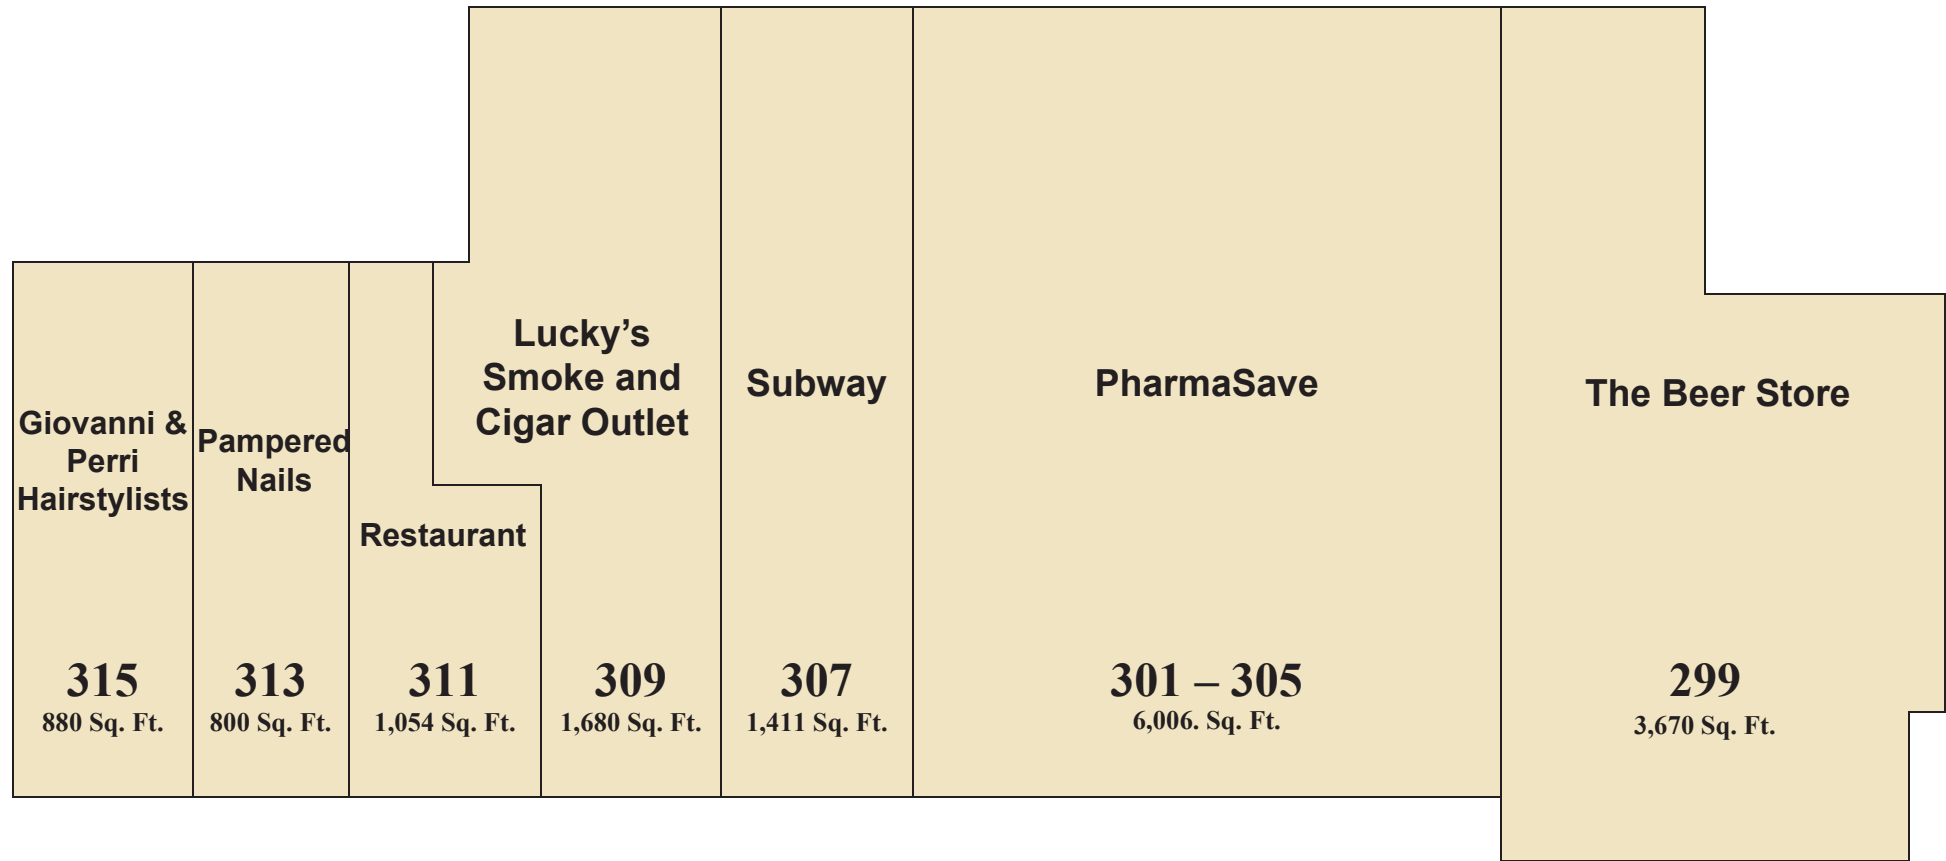 Giovanni &
Perri
Hairstylists
315
880 Sq. Ft.
Pampered
Nails
313
800 Sq. Ft.
Restaurant
311
1,054 Sq. Ft.
Lucky’s
Smoke and
Cigar Outlet
309
1,680 Sq. Ft.
Subway
307
1,411 Sq. Ft.
PharmaSave
301 – 305
6,006. Sq. Ft.
The Beer Store
299
3,670 Sq. Ft.